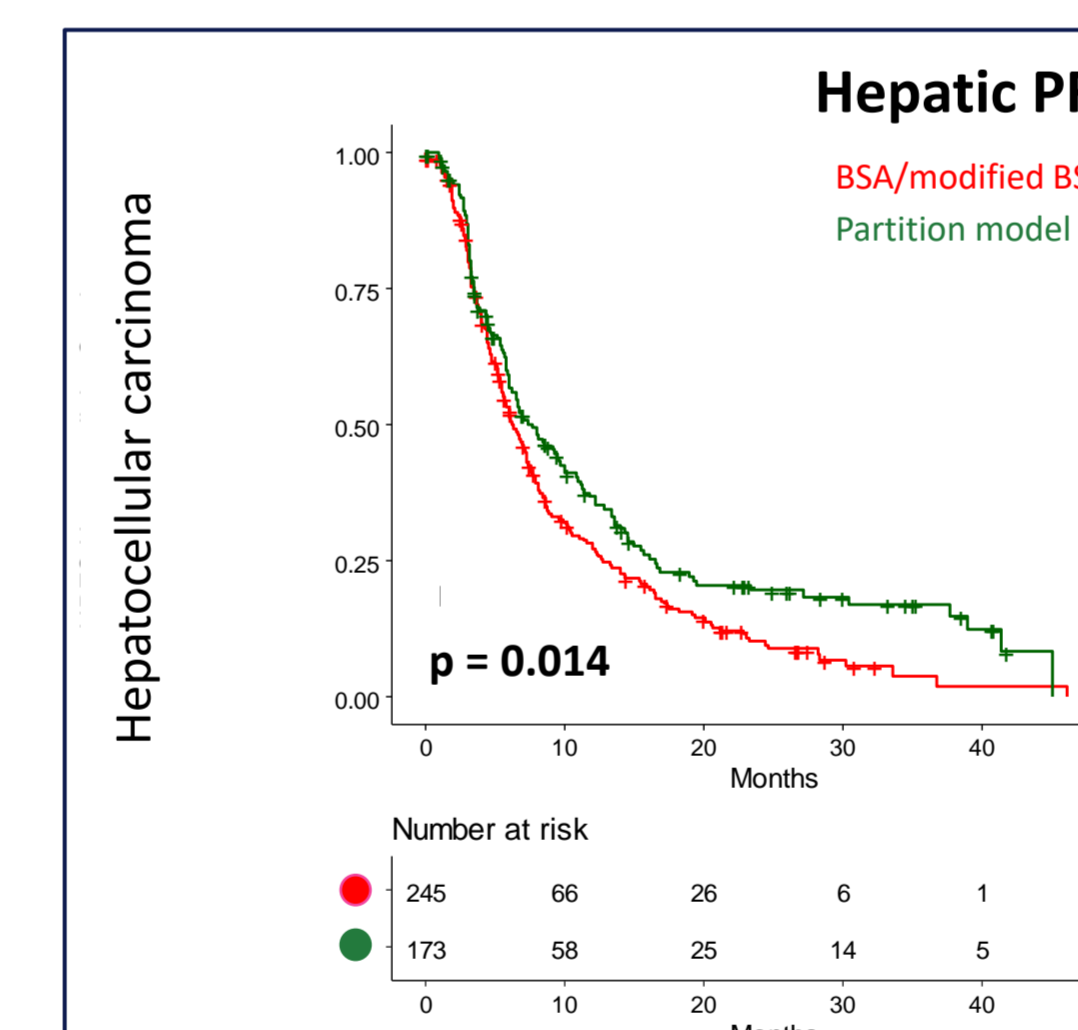 Hepatic
BSA/modified
Partition model
Hepatocellular carcinoma
1.00
0.75
0.50
0.25
0.00
p = 0.014
0 10 20 30 40
Months
Number at risk
245 66 26 6 1
173 58 25 14 5
0 10 20 30 40